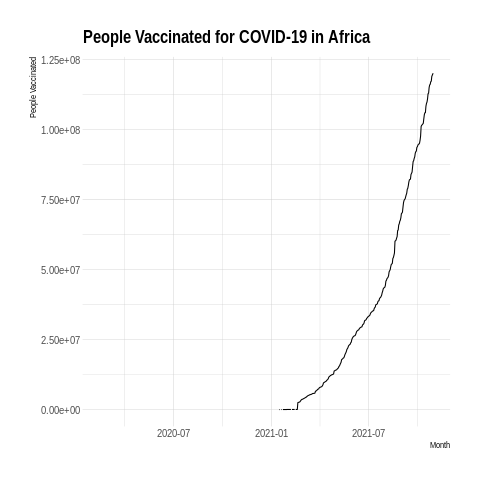 People Vaccinated for COVID-19 in Africa
People Vaccinated
1.25e+08
1.00e+08
7.50e+07
5.00e+07
2.50e+07
0.00e+00
2020-07 2021-01 2021-07
Month